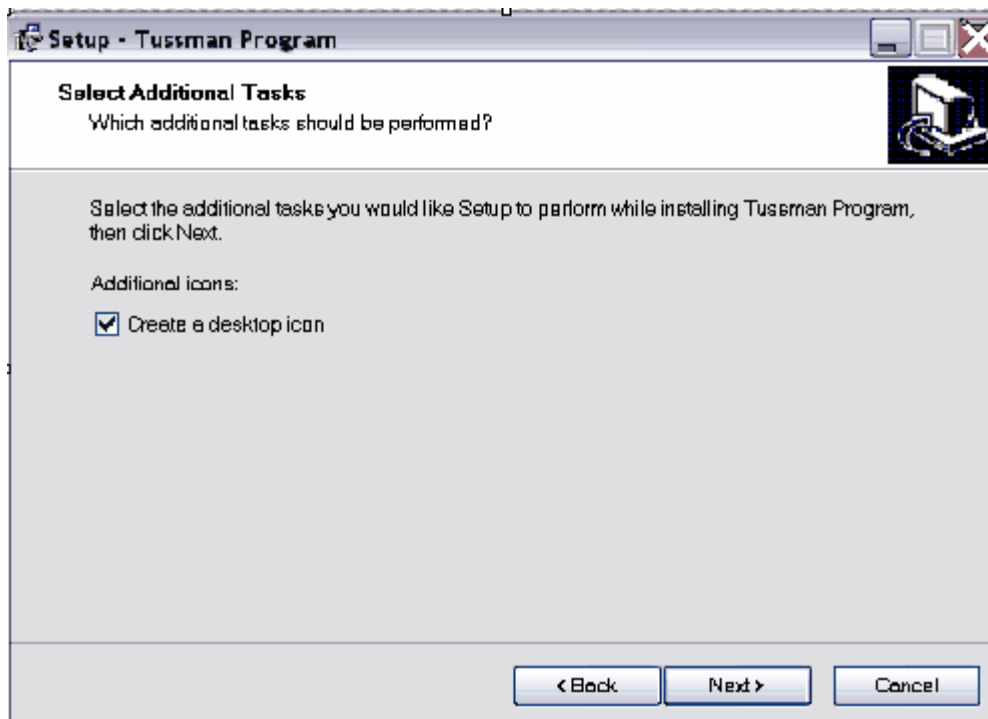 Setup - Tussman Program
Select Additional Tasks
Which additional tasks should be performed?
Select the additional tasks you would like Setup to perform while installing Tussman Program,
then click Next.
Additional icons:
Create a desktop icon
< Back
Next >
Cancel